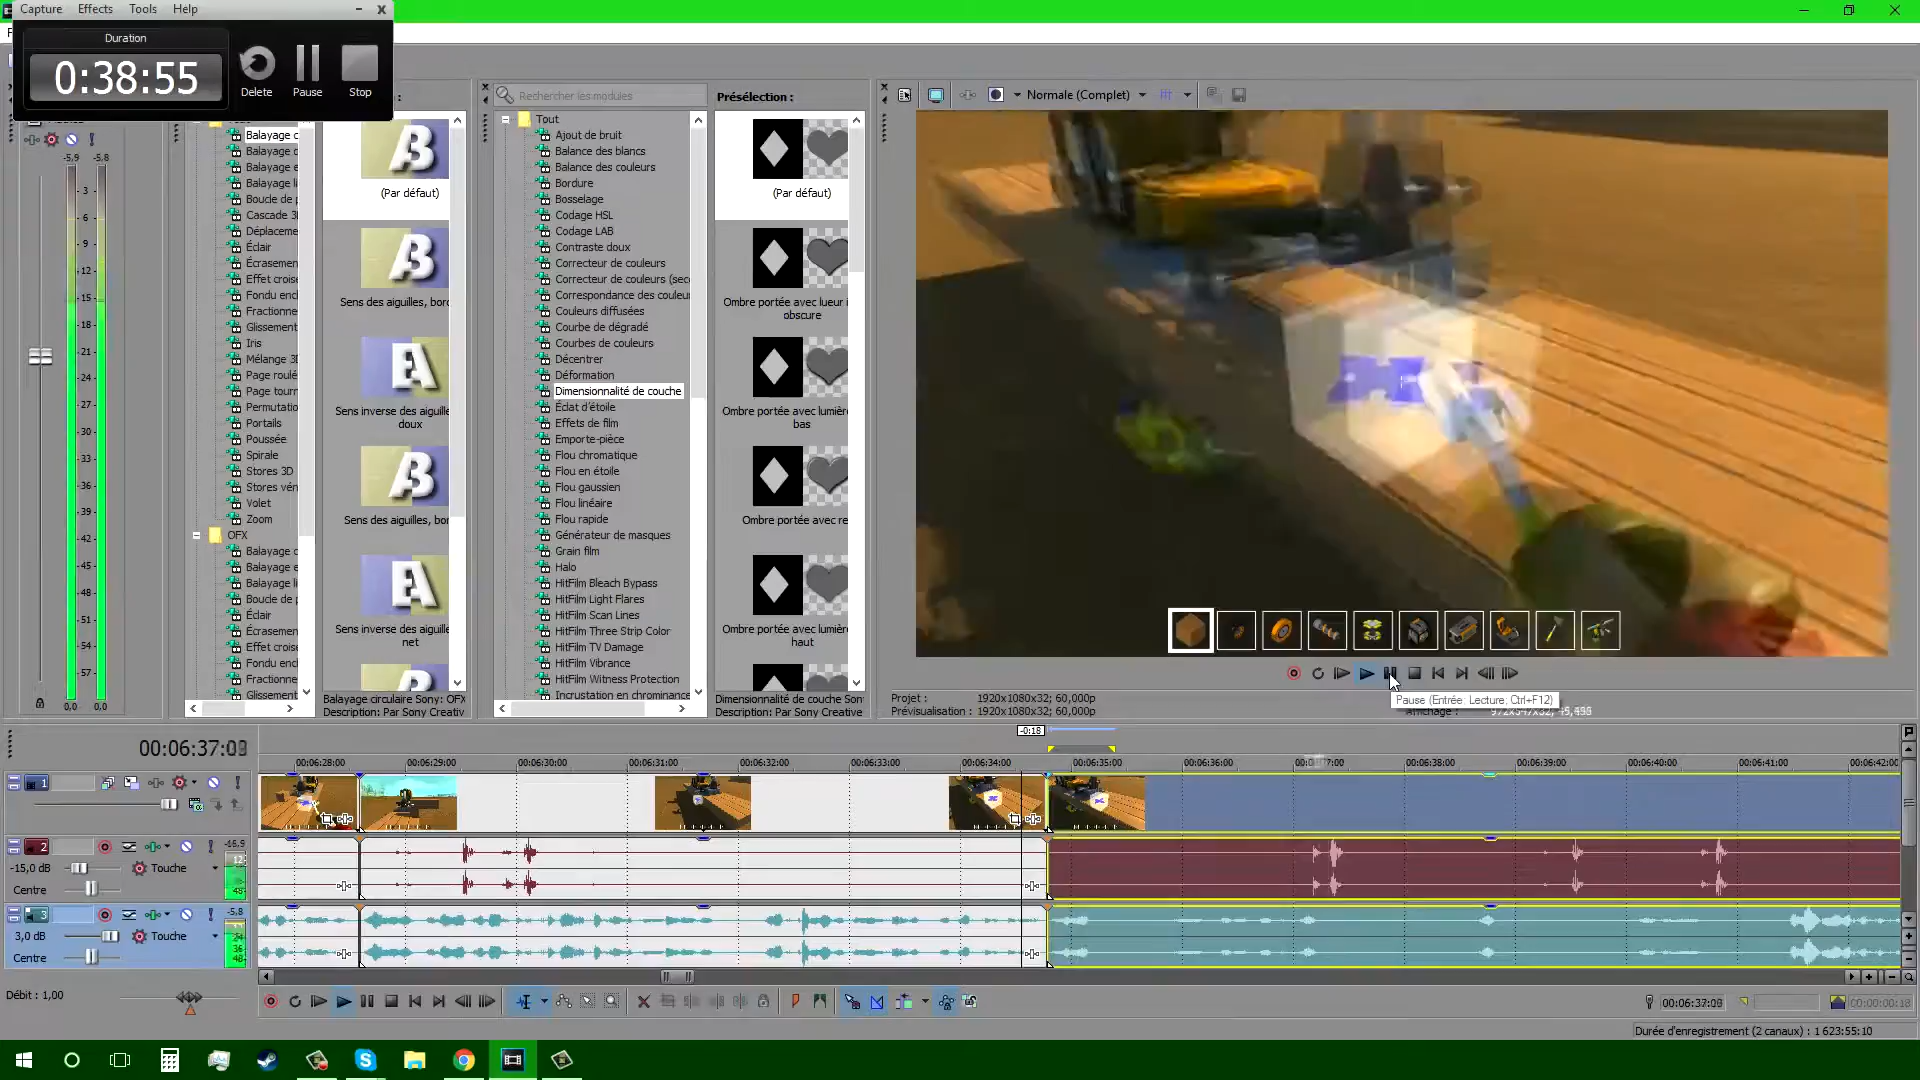 Capture Effects Tools Help
Duration
0:38:55
Delete Pause Stop
-5,9 -5,8
3
6
9
12
15
18
21
24
27
30
33
36
39
42
45
48
51
54
57
0,0 0,0
Balayage c
Balayage c
Balayage e
Balayage li
Boucle de p
Cascade 3
Déplaceme
Éclair
Écrasemen
Effet croise
Fondu encl
Fractionne
Glissement
Iris
Mélange 3
Page roulé
Page tourn
Permutatio
Portails
Poussée
Spirale
Stores 3D
Stores vén
Volet
Zoom
OFX
Balayage c
Balayage e
Balayage li
Boucle de p
Éclair
Écrasemen
Effet croise
Fondu encl
Fractionne
Glissement
(Par défaut)
Sens des aiguilles, bor
Sens inverse des aiguille
doux
Sens des aiguilles, bor
Sens inverse des aiguille
net
Balayage circulaire Sony: OFX
Description: Par Sony Creativ
Rechercher les modules
Tout
Ajout de bruit
Balance des blancs
Balance des couleurs
Bordure
Bosselage
Codage HSL
Codage LAB
Contraste doux
Correcteur de couleurs
Correcteur de couleurs (sec
Correspondance des couleu
Couleurs diffusées
Courbe de dégradé
Courbes de couleurs
Décentrer
Déformation
Dimensionnalité de couche
Éclat d'étoile
Effets de film
Emporte-pièce
Flou chromatique
Flou en étoile
Flou gaussien
Flou linéaire
Flou rapide
Générateur de masques
Grain film
Halo
HitFilm Bleach Bypass
HitFilm Light Flares
HitFilm Scan Lines
HitFilm Three Strip Color
HitFilm TV Damage
HitFilm Vibrance
HitFilm Witness Protection
Incrustation en chrominance
Présélection :
(Par défaut)
Ombre portée avec lueur i
obscure
Ombre portée avec lumière
bas
Ombre portée avec re
Ombre portée avec lumière
haut
Dimensionnalité de couche Son
Description: Par Sony Creativ
Normale (Complet)
Pause (Entrée; Lecture; Ctrl+F12)
Projet : 1920x1080x32; 60,000p
Prévisualisation : 1920x1080x32; 60,000p
Affichage :
-0:18
00:06:28:00 00:06:29:00 00:06:30:00 00:06:31:00 00:06:32:00 00:06:33:00 00:06:34:00 00:06:35:00 00:06:36:00 00:06:37:00 00:06:38:00 00:06:39:00 00:06:40:00 00:06:41:00 00:06:42:00
1
2
-16,9
12
-15,0 dB Touche
Centre
48
3
-5,8
3,0 dB Touche
24
36
Centre
48
Débit : 1,00
Durée d'enregistrement (2 canaux) : 1 623:55:10